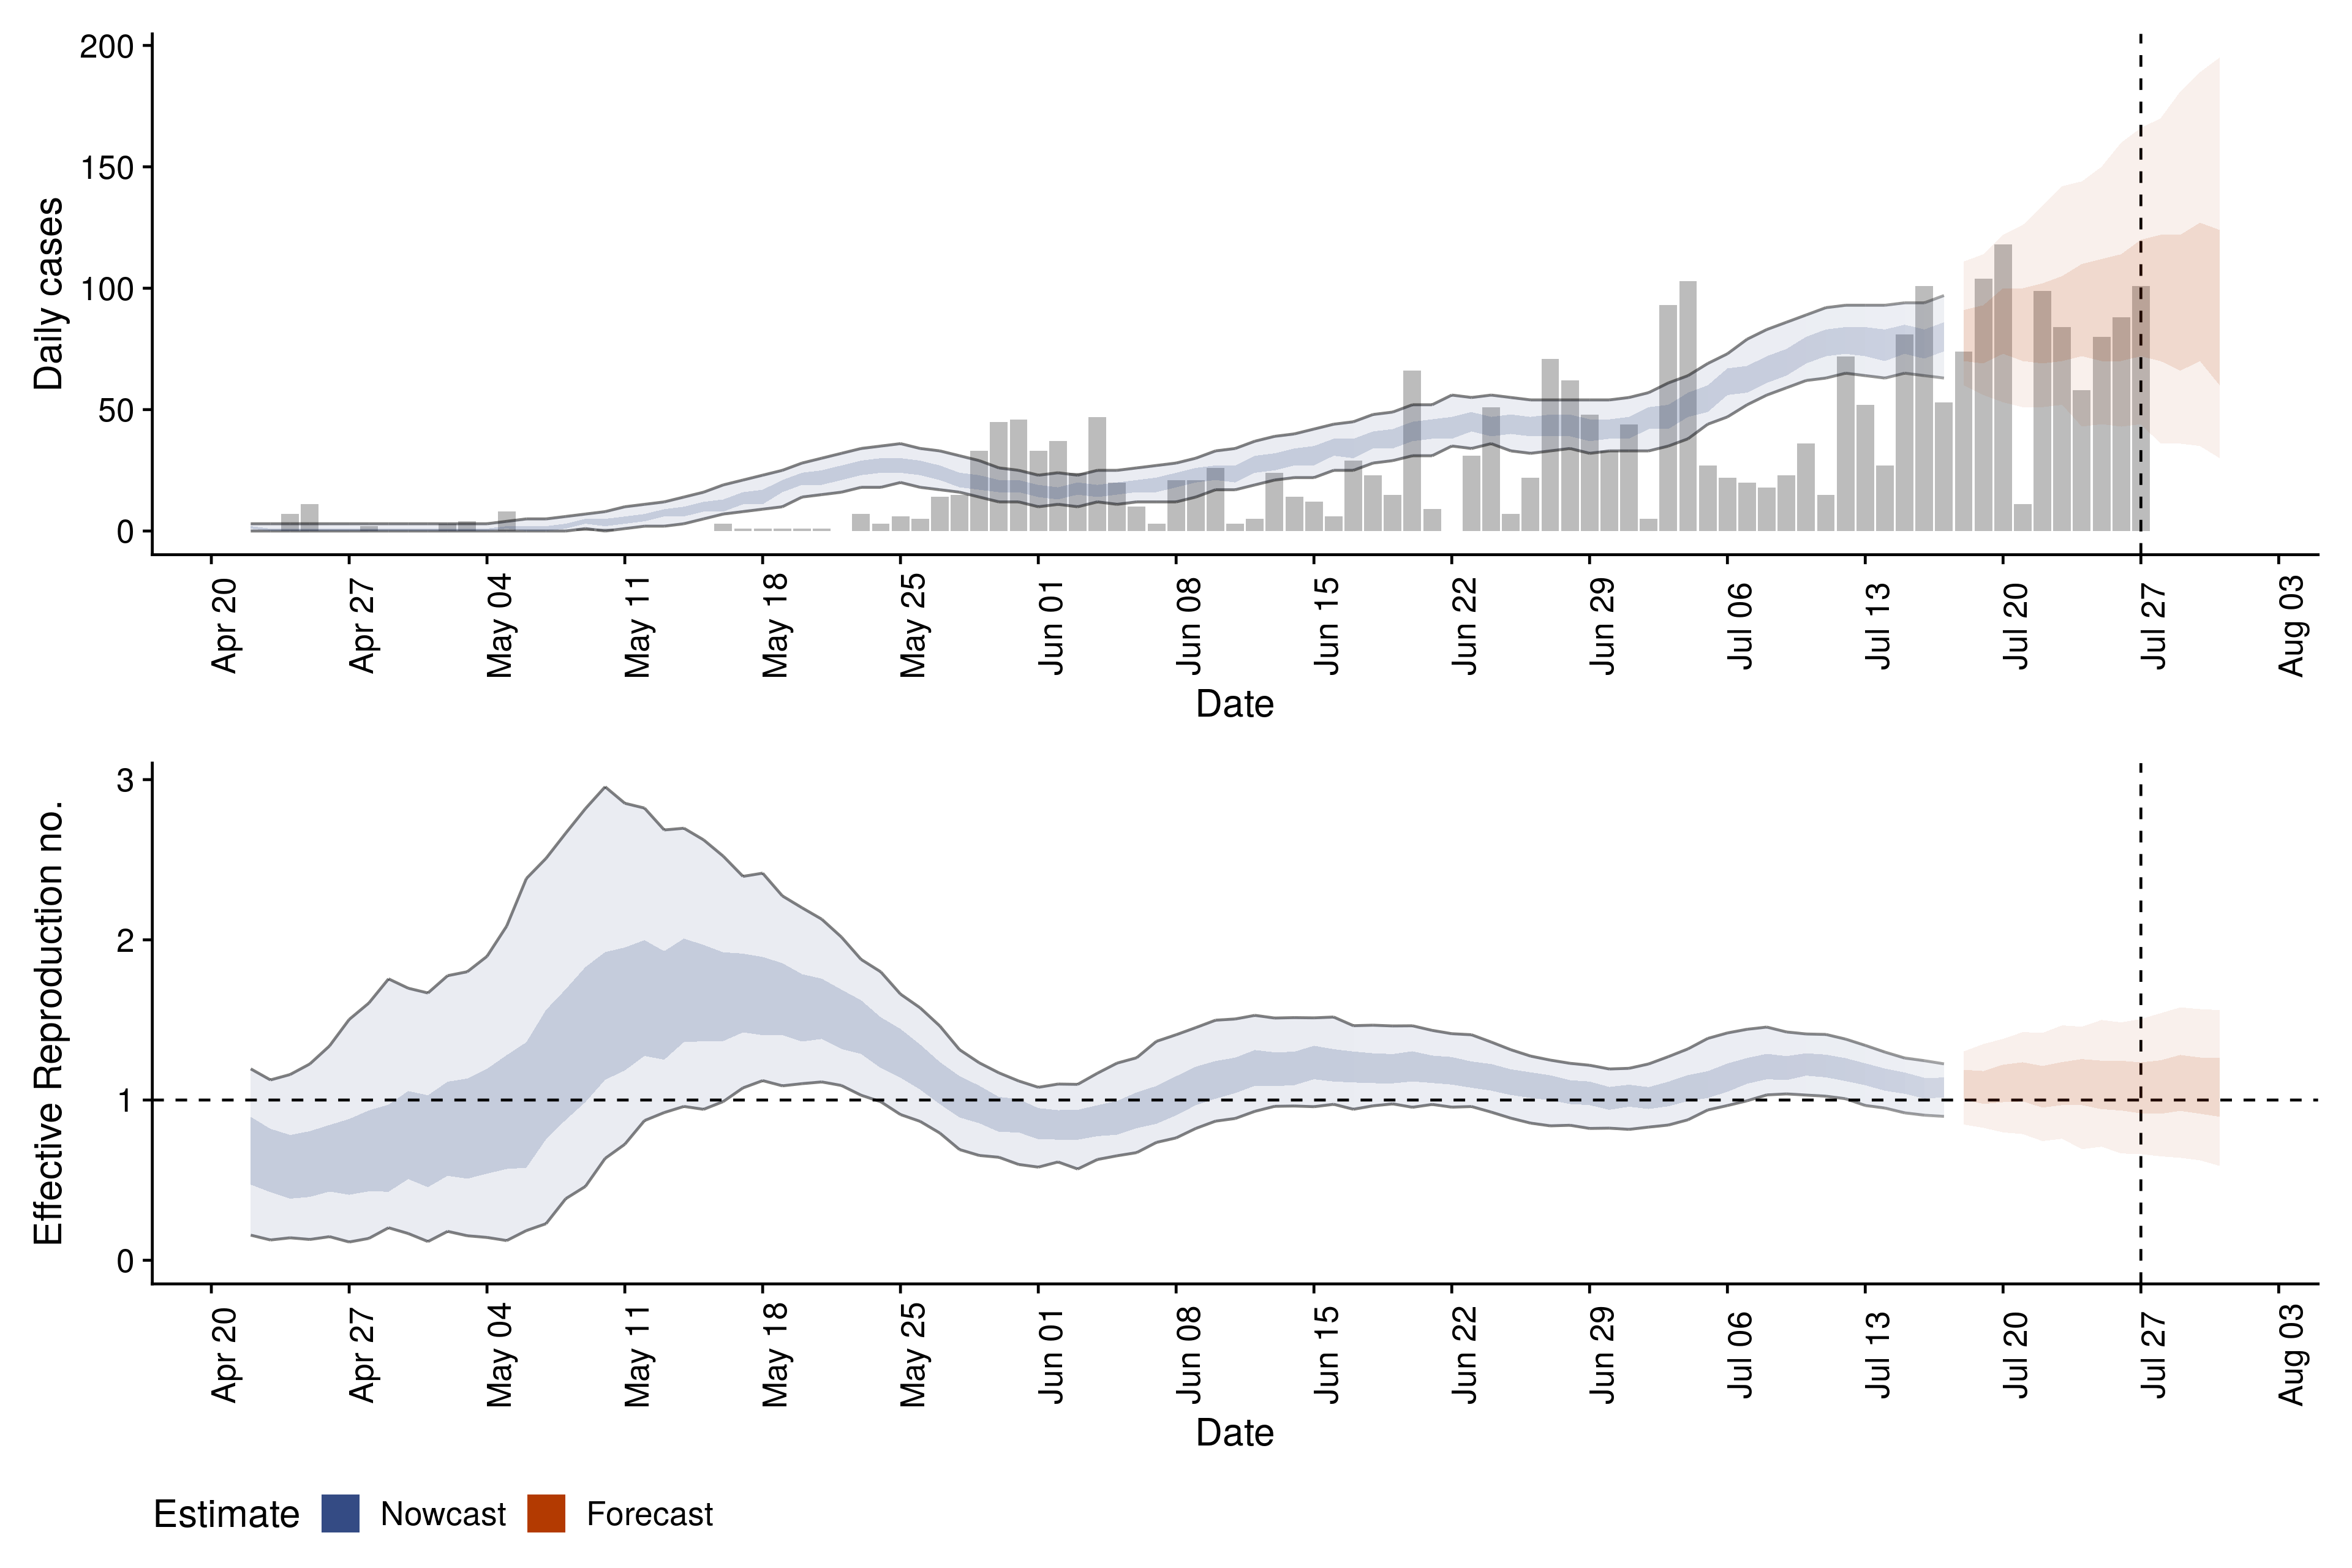 200
150
100
50
0
Daily cases
Apr 20
Apr 27
May 04
May 11
May 18
May 25
Jun 01
Jun 08
Jun 15
Jun 22
Jun 29
Jul 06
Jul 13
Jul 20
Jul 27
Aug 03
Date
3
2
1
0
Effective Reproduction no.
Apr 20
Apr 27
May 04
May 11
May 18
May 25
Jun 01
Jun 08
Jun 15
Jun 22
Jun 29
Jul 06
Jul 13
Jul 20
Jul 27
Aug 03
Date
Estimate Nowcast Forecast